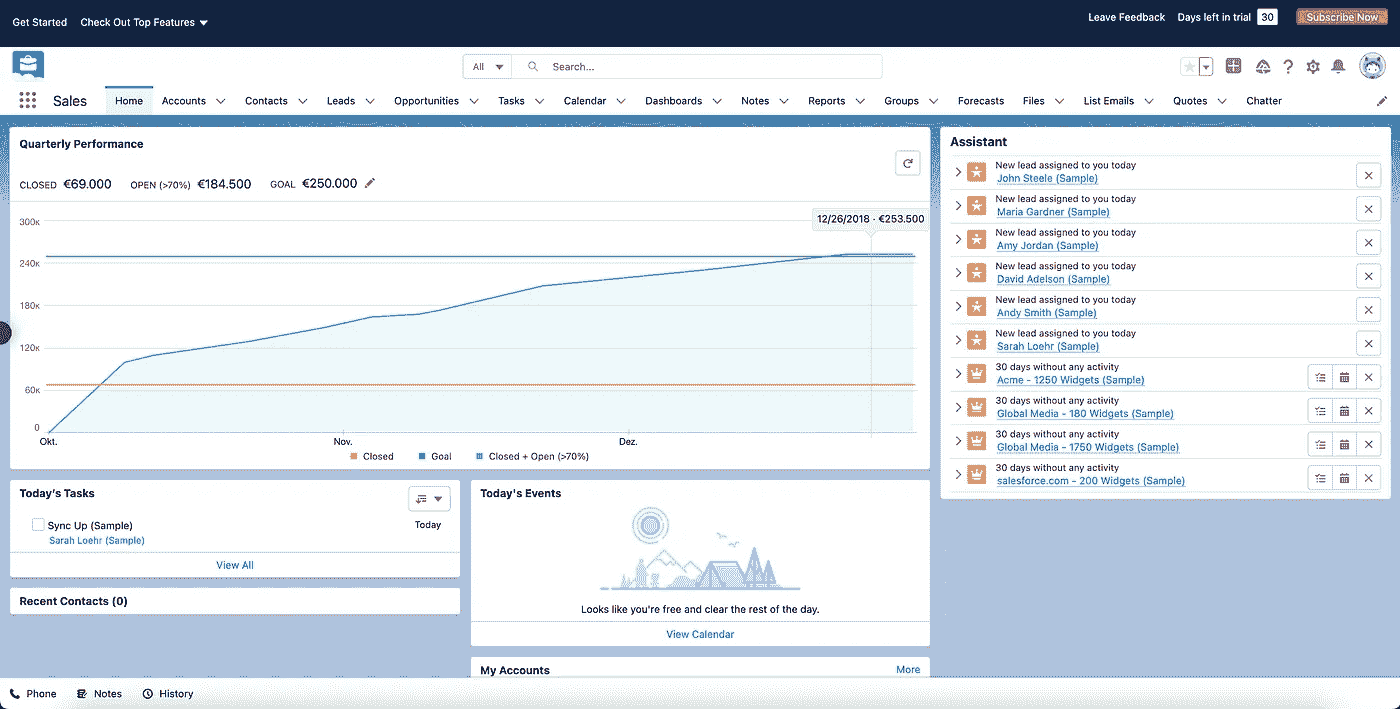 Get Started Check Out Top Features Leave Feedback Days left in trial 30 Subscribe Now
All Search...
Sales Home Accounts Contacts Leads Opportunities Tasks Calendar Dashboards Notes Reports Groups Forecasts Files List Emails Quotes Chatter
Quarterly Performance
CLOSED €69.000 OPEN (>70%) €184.500 GOAL €250.000
12/26/2018 · €253.500
300K
240K
180K
120K
60K
0
Okt. Nov. Dez.
Closed Goal Closed + Open (>70%)
Assistant
New lead assigned to you today
John Steele (Sample)
New lead assigned to you today
Maria Gardner (Sample)
New lead assigned to you today
Amy Jordan (Sample)
New lead assigned to you today
David Adelson (Sample)
New lead assigned to you today
Andy Smith (Sample)
New lead assigned to you today
Sarah Loehr (Sample)
30 days without any activity
Acme - 1250 Widgets (Sample)
30 days without any activity
Global Media - 180 Widgets (Sample)
30 days without any activity
Global Media - 1750 Widgets (Sample)
30 days without any activity
salesforce.com - 200 Widgets (Sample)
Today's Tasks
Sync Up (Sample) Today
Sarah Loehr (Sample)
View All
Recent Contacts (0)
Today's Events
Looks like you're free and clear the rest of the day.
View Calendar
My Accounts More
Phone Notes History